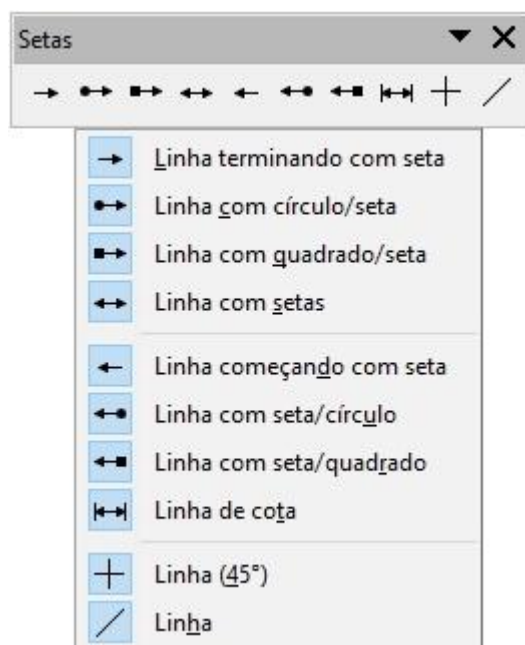 Setas
Linha terminando com seta
Linha com círculo/seta
Linha com quadrado/seta
Linha com setas
Linha começando com seta
Linha com seta/círculo
Linha com seta/quadrado
Linha de cota
Linha (45°)
Linha